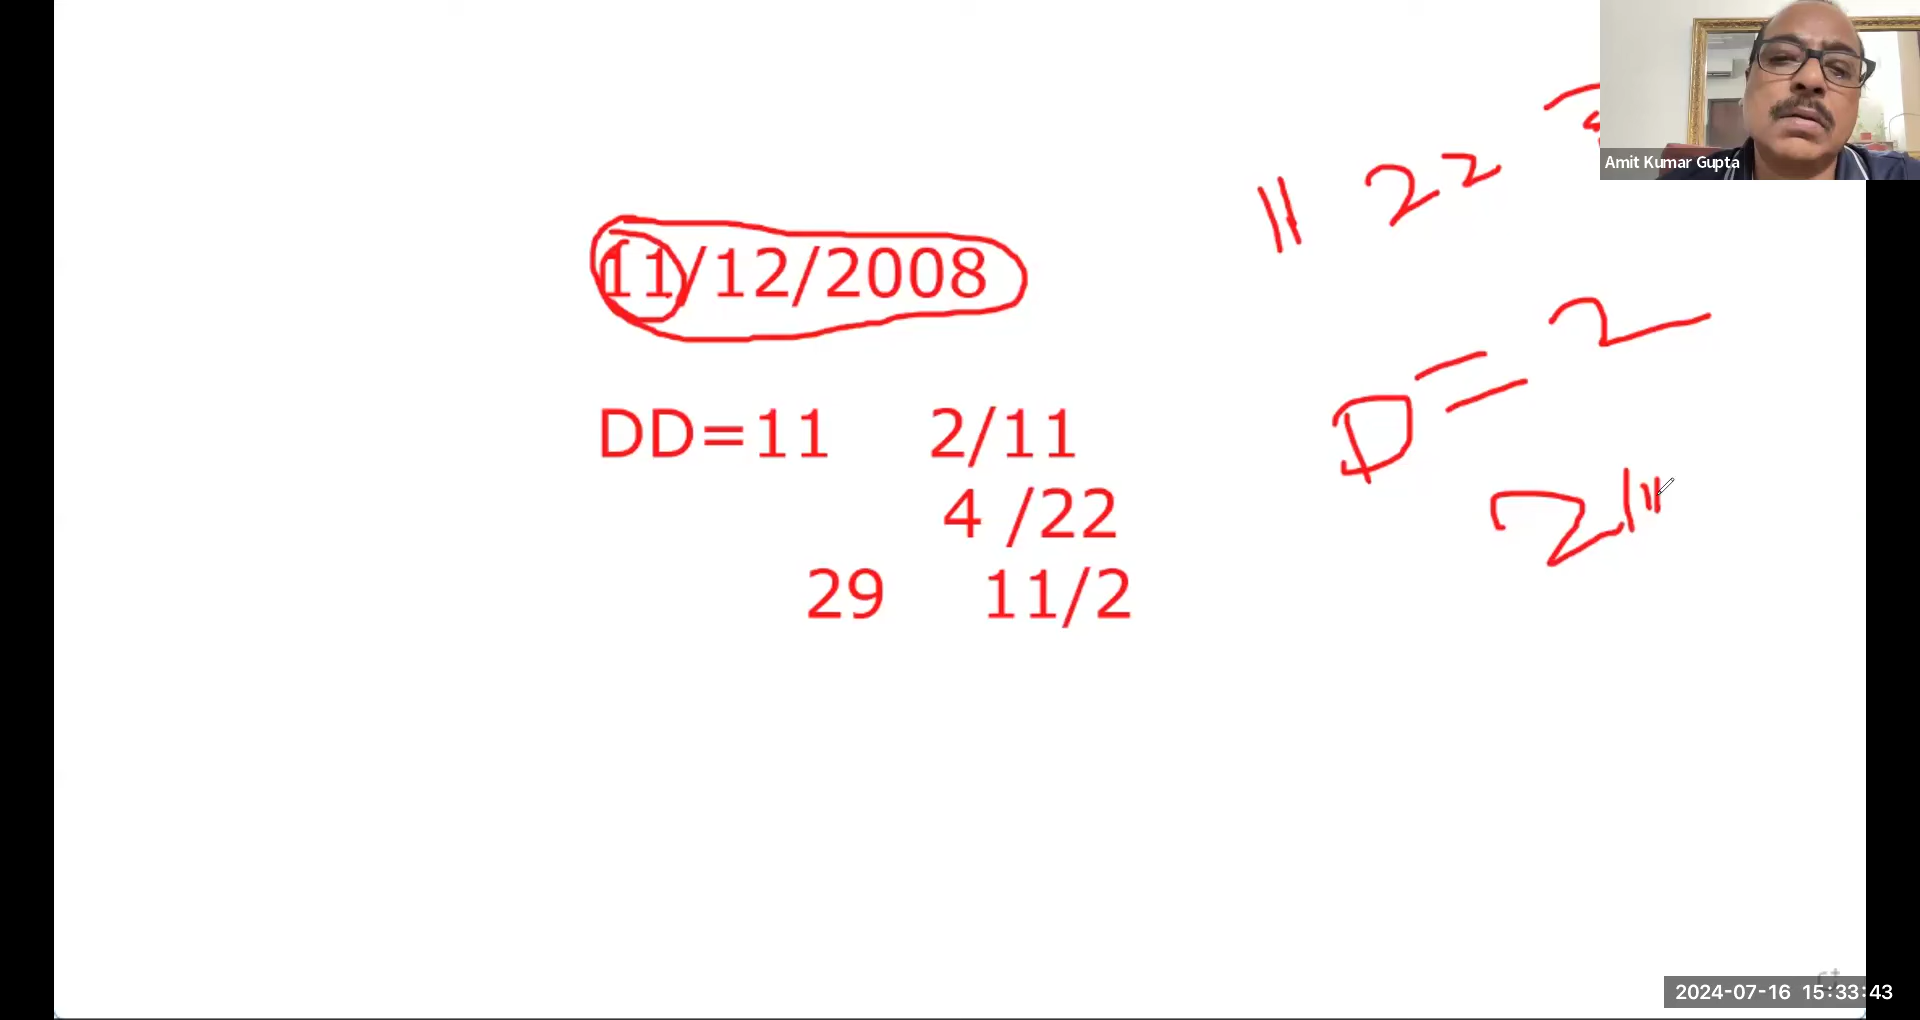 Amit Kumar Gupta
11 22
11/12/2008
D=2
DD=11 2/11
4 /22
2/11
29 11/2
2024-07-16 15:33:43